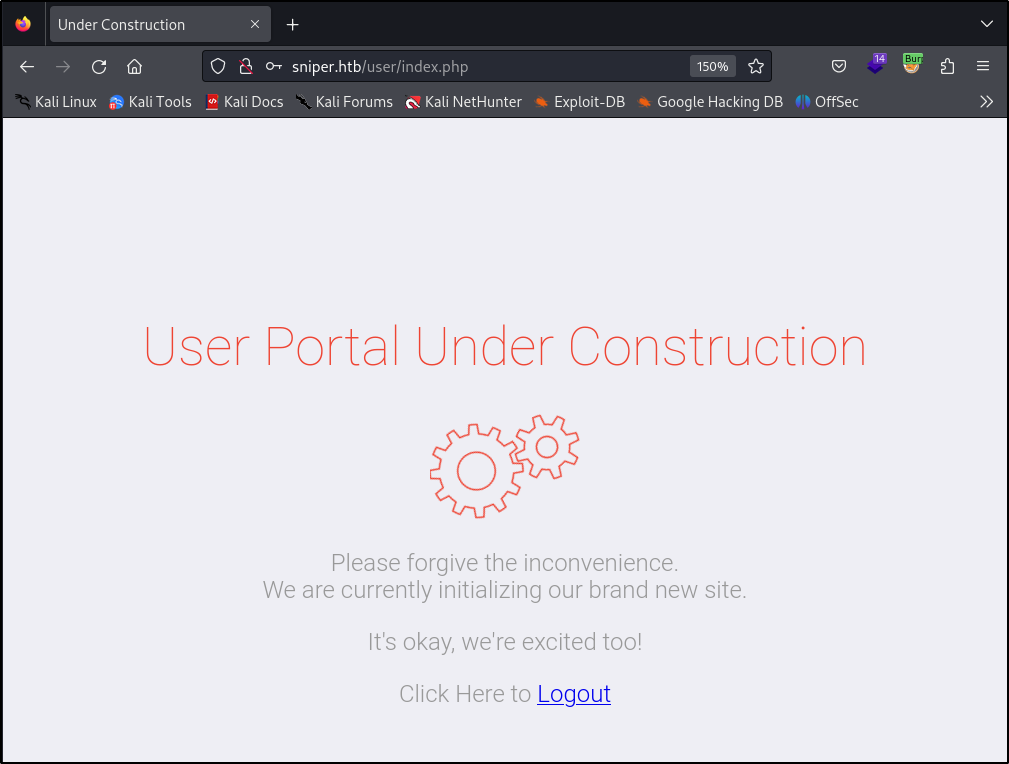 Under Construction
sniper.htb/user/index.php 150% 14 Burr
Kali Linux Kali Tools Kali Docs Kali Forums Kali NetHunter Exploit-DB Google Hacking DB OffSec
User Portal Under Construction
Please forgive the inconvenience.
We are currently initializing our brand new site.
It's okay, we're excited too!
Click Here to Logout